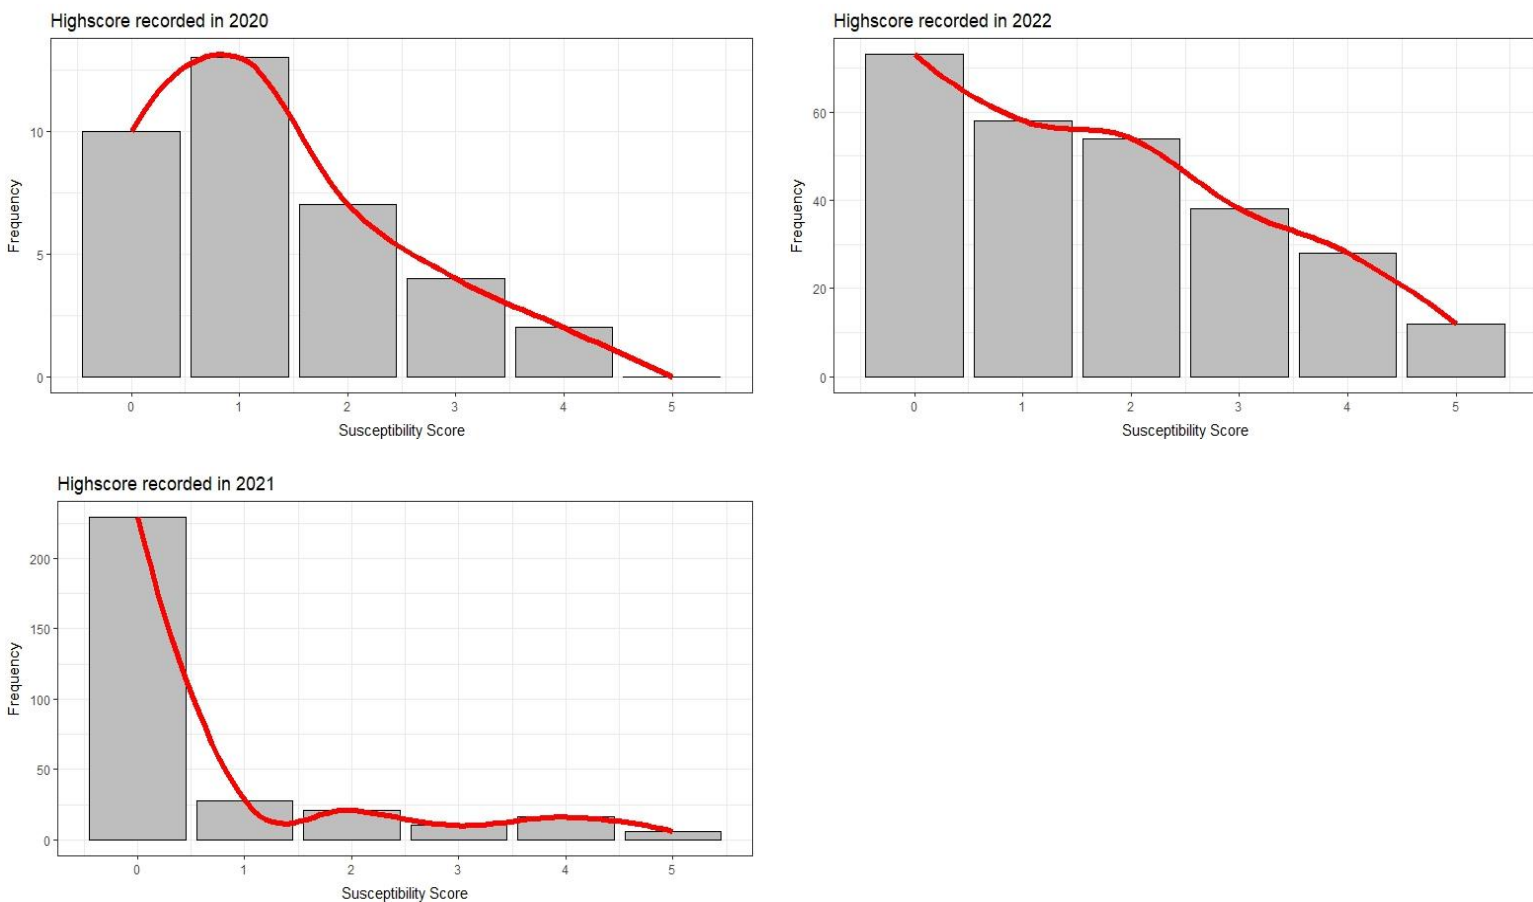 Highscore recorded in 2020
Frequency
10
5
0
0 1 2 3 4 5
Susceptibility Score
Highscore recorded in 2022
Frequency
60
40
20
0
0 1 2 3 4 5
Susceptibility Score
Highscore recorded in 2021
Frequency
200
150
100
50
0
0 1 2 3 4 5
Susceptibility Score